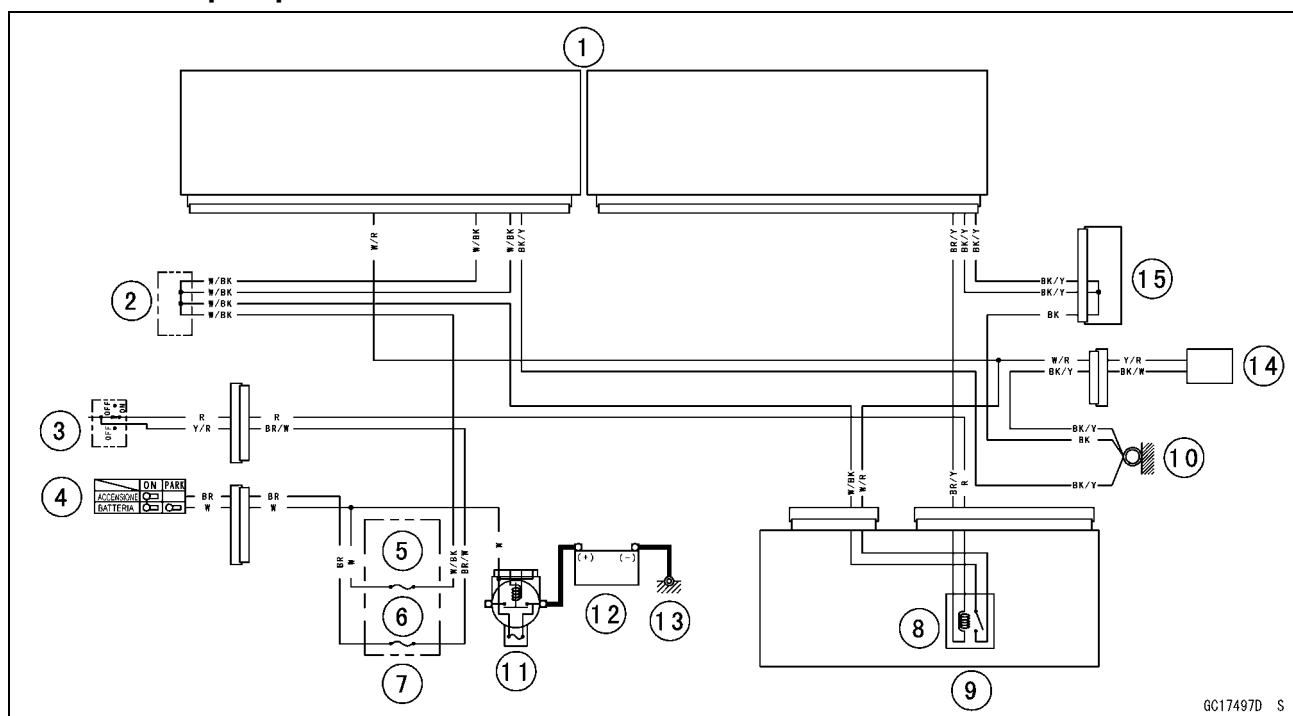 1
W/R
W/BK
W/BK
BK/Y
BR/Y
BK/Y
BK/Y
2
W/BK
W/BK
W/BK
W/BK
BK/Y
BK/Y
BK
15
W/R
BK/Y
Y/R
BK/W
14
3
OFF
ON
OFF
R
Y/R
R
BR/W
BK/Y
BK
BK/Y
10
4
ON PARK
ACCENSIONE
BATTERIA
BR
W
BR
W
BR
W
5
W/BK
BR/W
W
6
7
11
(+) (-)
12
13
W/BK
W/R
BR/Y
R
8
9
GC17497D S